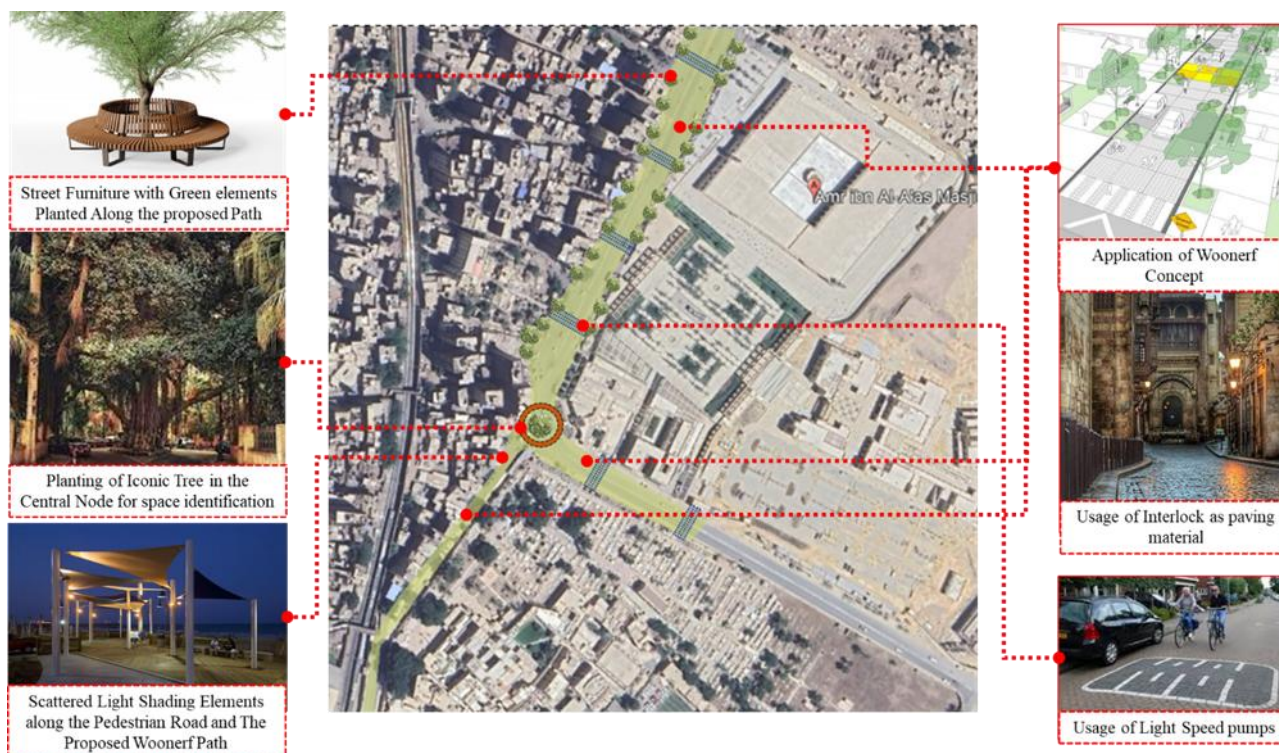 Street Furniture with Green elements
Planted Along the proposed Path
Planting of Iconic Tree in the
Central Node for space identification
Scattered Light Shading Elements
along the Pedestrian Road and The
Proposed Woonerf Path
Amr ibn Al-Alas Masji
Application of Woonerf
Concept
Usage of Interlock as paving
material
Usage of Light Speed pumps